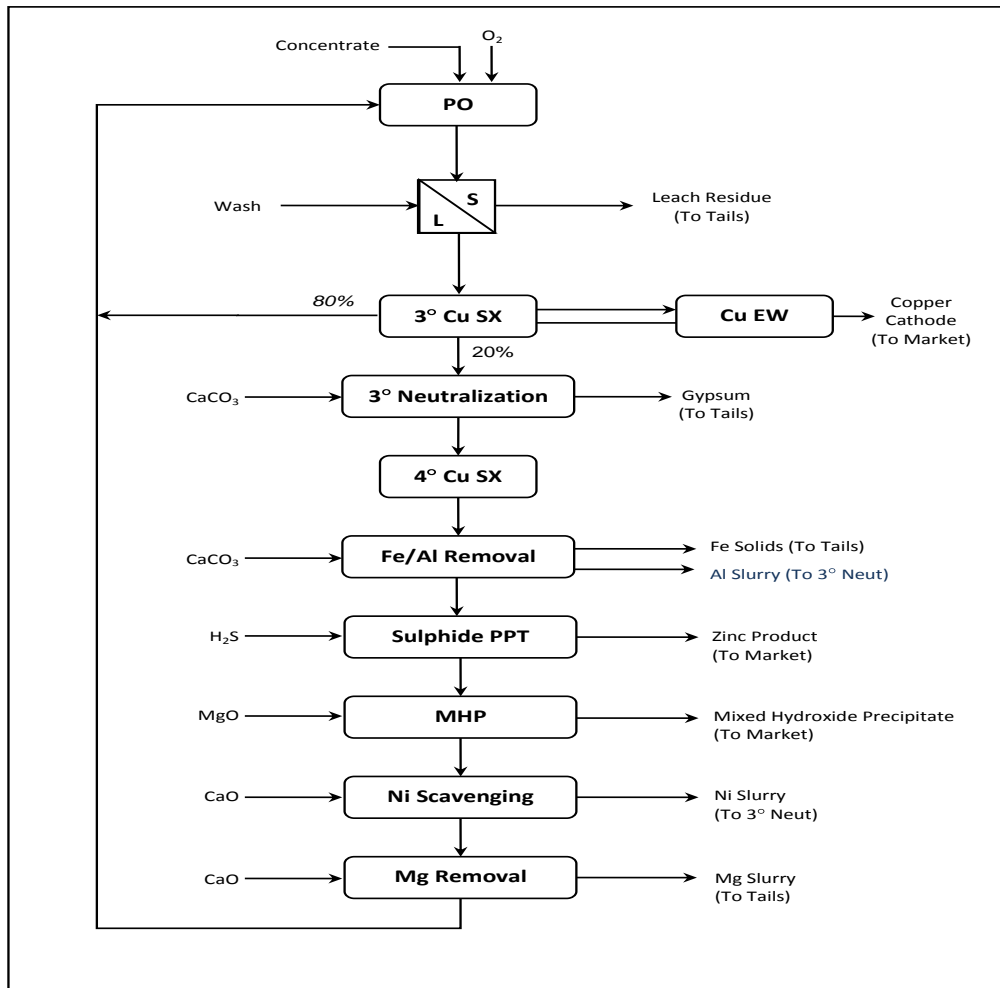 Concentrate
O₂
PO
Wash
S
L
Leach Residue
(To Tails)
80%
3° Cu SX
Cu EW
Copper
Cathode
(To Market)
20%
CaCO₃
3° Neutralization
Gypsum
(To Tails)
4° Cu SX
CaCO₃
Fe/Al Removal
Fe Solids (To Tails)
Al Slurry (To 3° Neut)
H₂S
Sulphide PPT
Zinc Product
(To Market)
MgO
MHP
Mixed Hydroxide Precipitate
(To Market)
CaO
Ni Scavenging
Ni Slurry
(To 3° Neut)
CaO
Mg Removal
Mg Slurry
(To Tails)